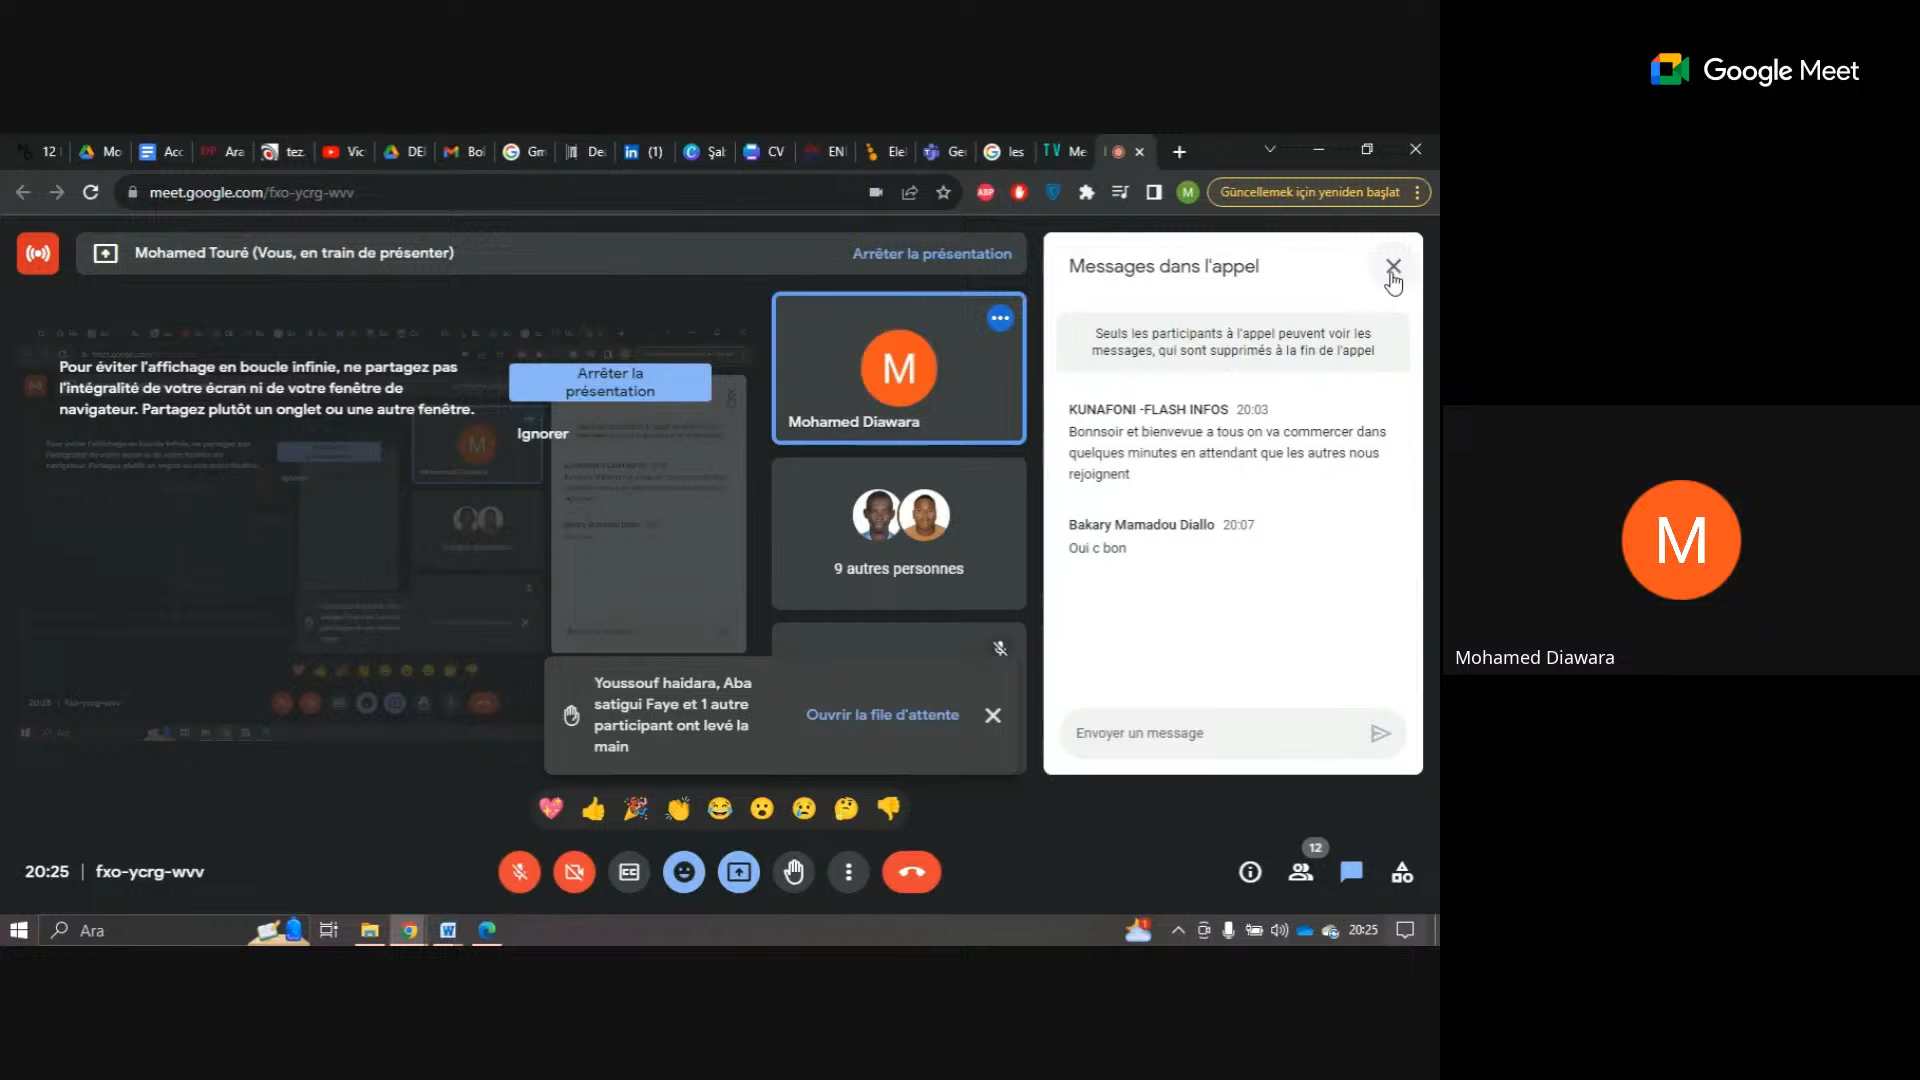 Google Meet
12
Mo
Acc
DP
Ara
tez
Vic
DE
Bol
Gm
De
in
(1)
Şal
CV
EN
Ele
Ge
les
TV
Me
meet.google.com/fxo-ycrg-wvv
ABP
M
Güncellemek için yeniden başlat
Mohamed Touré (Vous, en train de présenter)
Arrêter la présentation
Messages dans l'appel
Seuls les participants à l'appel peuvent voir les
messages, qui sont supprimés à la fin de l'appel
Pour éviter l'affichage en boucle infinie, ne partagez pas
l'intégralité de votre écran ni de votre fenêtre de
navigateur. Partagez plutôt un onglet ou une autre fenêtre.
Arrêter la
présentation
Ignorer
M
Mohamed Diawara
KUNAFONI -FLASH INFOS 20:03
Bonnsoir et bienvevue a tous on va commercer dans
quelques minutes en attendant que les autres nous
rejoignent
Bakary Mamadou Diallo 20:07
Oui c bon
9 autres personnes
M
Mohamed Diawara
Youssouf haidara, Aba
satigui Faye et 1 autre
participant ont levé la
main
Ouvrir la file d'attente
Envoyer un message
20:25 | fxo-ycrg-wvv
CC
12
Ara
W
1
20:25